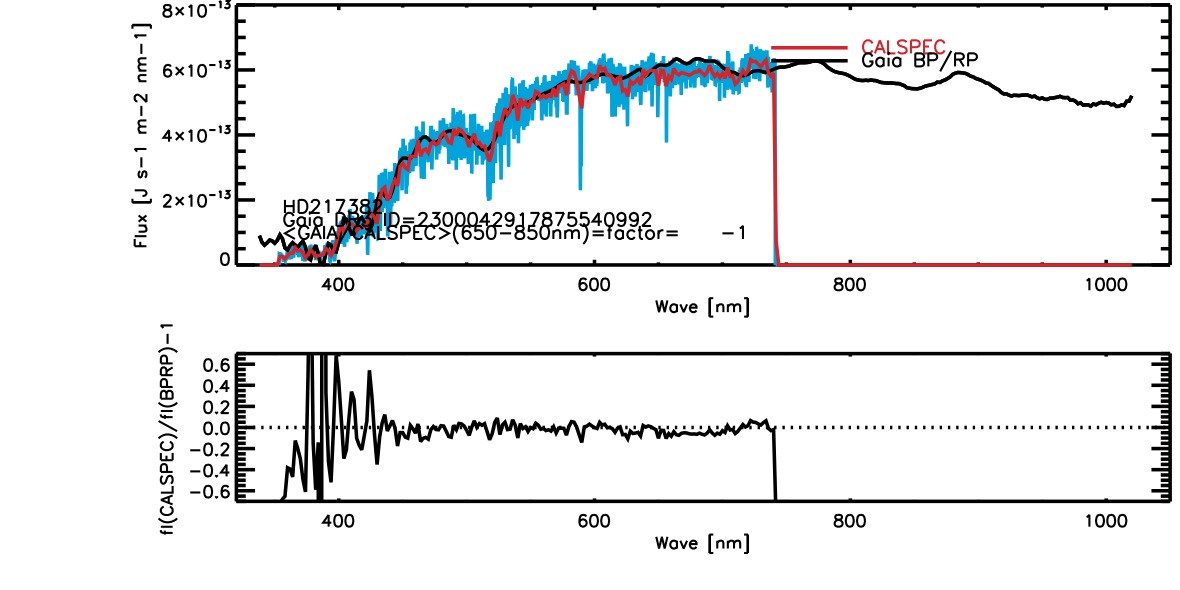 8×10−13
6×10−13
4×10−13
2×10−13
0
Flux [J s−1 m−2 nm−1]
CALSPEC
Gaia BP/RP
HD217382
Gaia ID=2300042917875540992
<GAIA/CALSPEC>(650−850nm)=factor= −1
400 600 800 1000
Wave [nm]
fl(CALSPEC)/fl(BPRP)−1
0.6
0.4
0.2
0.0
−0.2
−0.4
−0.6
400 600 800 1000
Wave [nm]